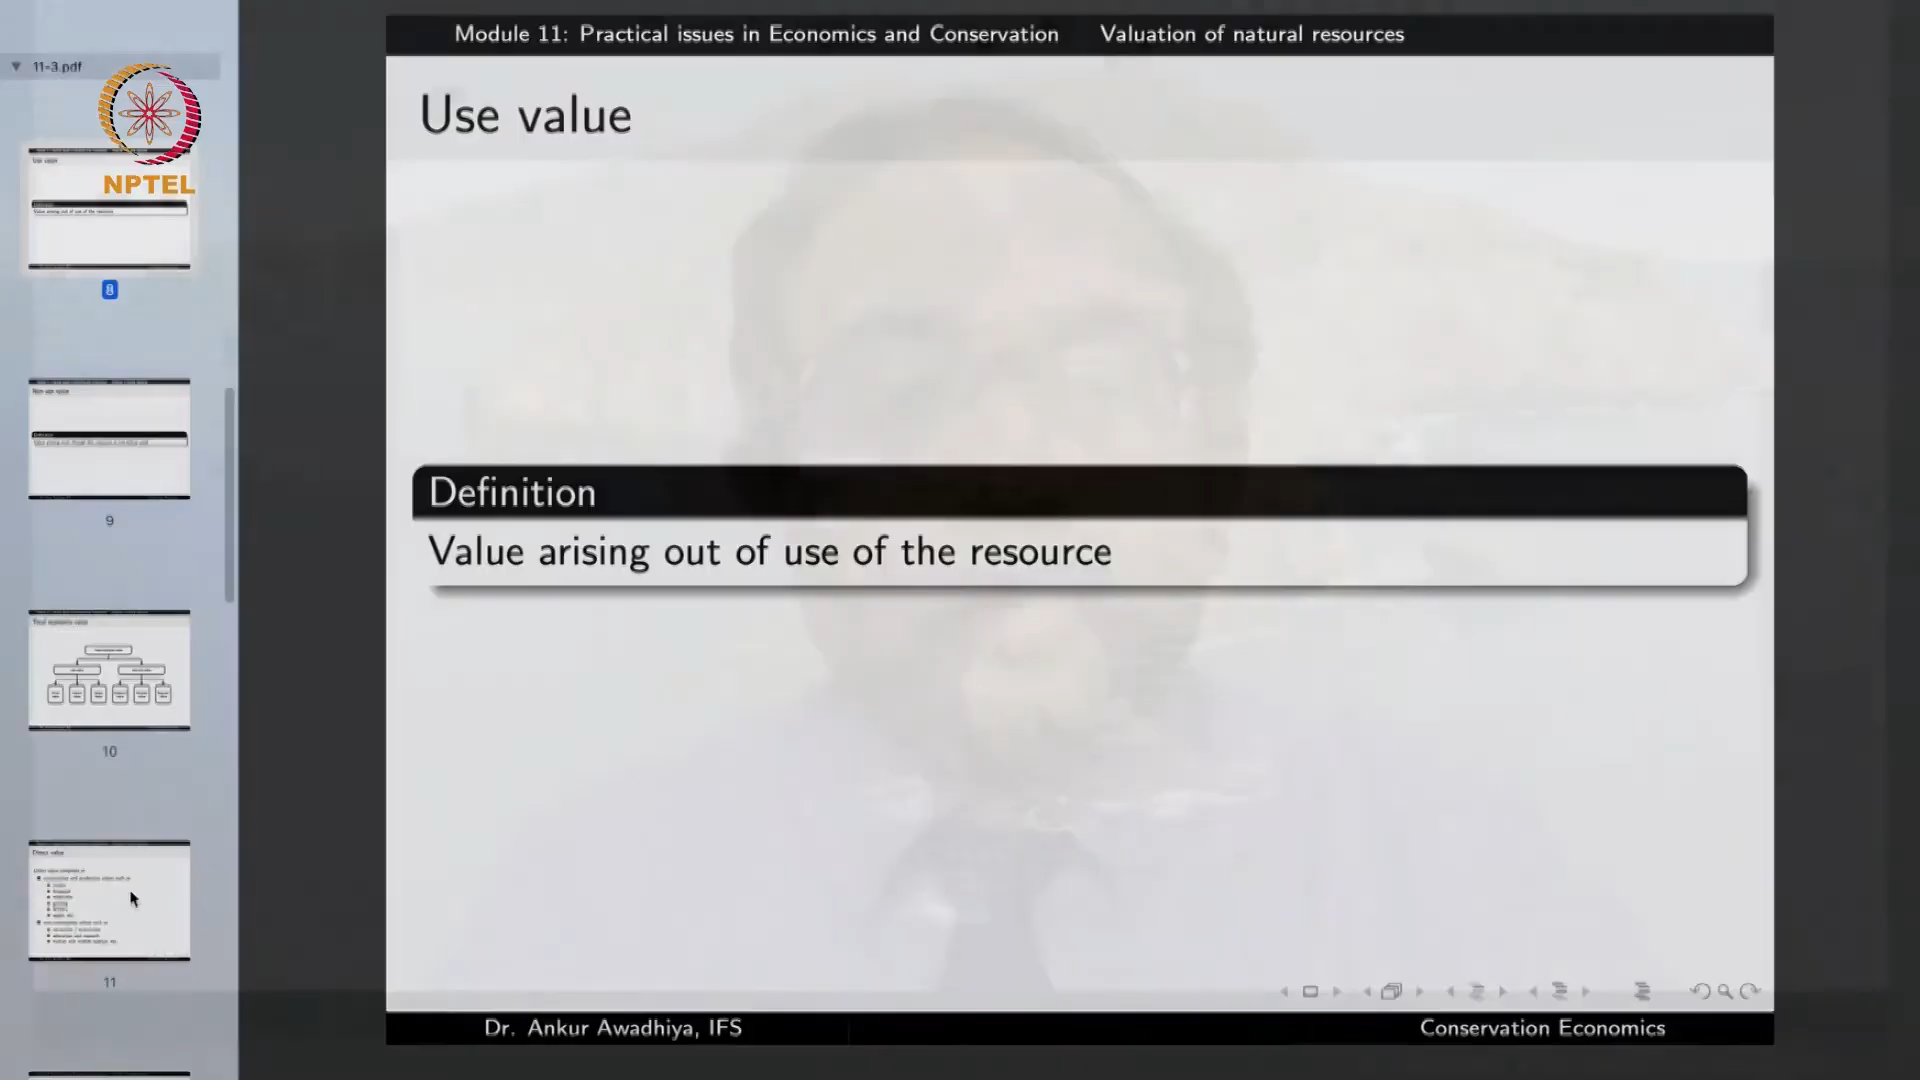 Module 11: Practical issues in Economics and Conservation Valuation of natural resources
11-3.pdf
NPTEL
Use value
Definition
Value arising out of use of the resource
8
9
10
11
Dr. Ankur Awadhiya, IFS
Conservation Economics